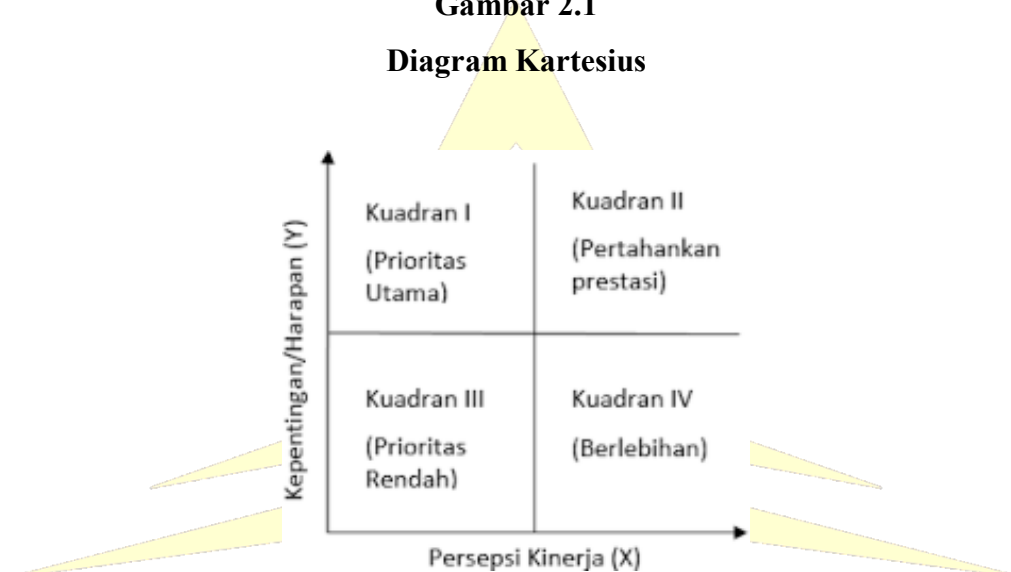 Gambar 2.1
Diagram Kartesius
Kepentingan/Harapan (Y)
Kuadran I
(Prioritas
Utama)
Kuadran II
(Pertahankan
prestasi)
Kuadran III
(Prioritas
Rendah)
Kuadran IV
(Berlebihan)
Persepsi Kinerja (X)